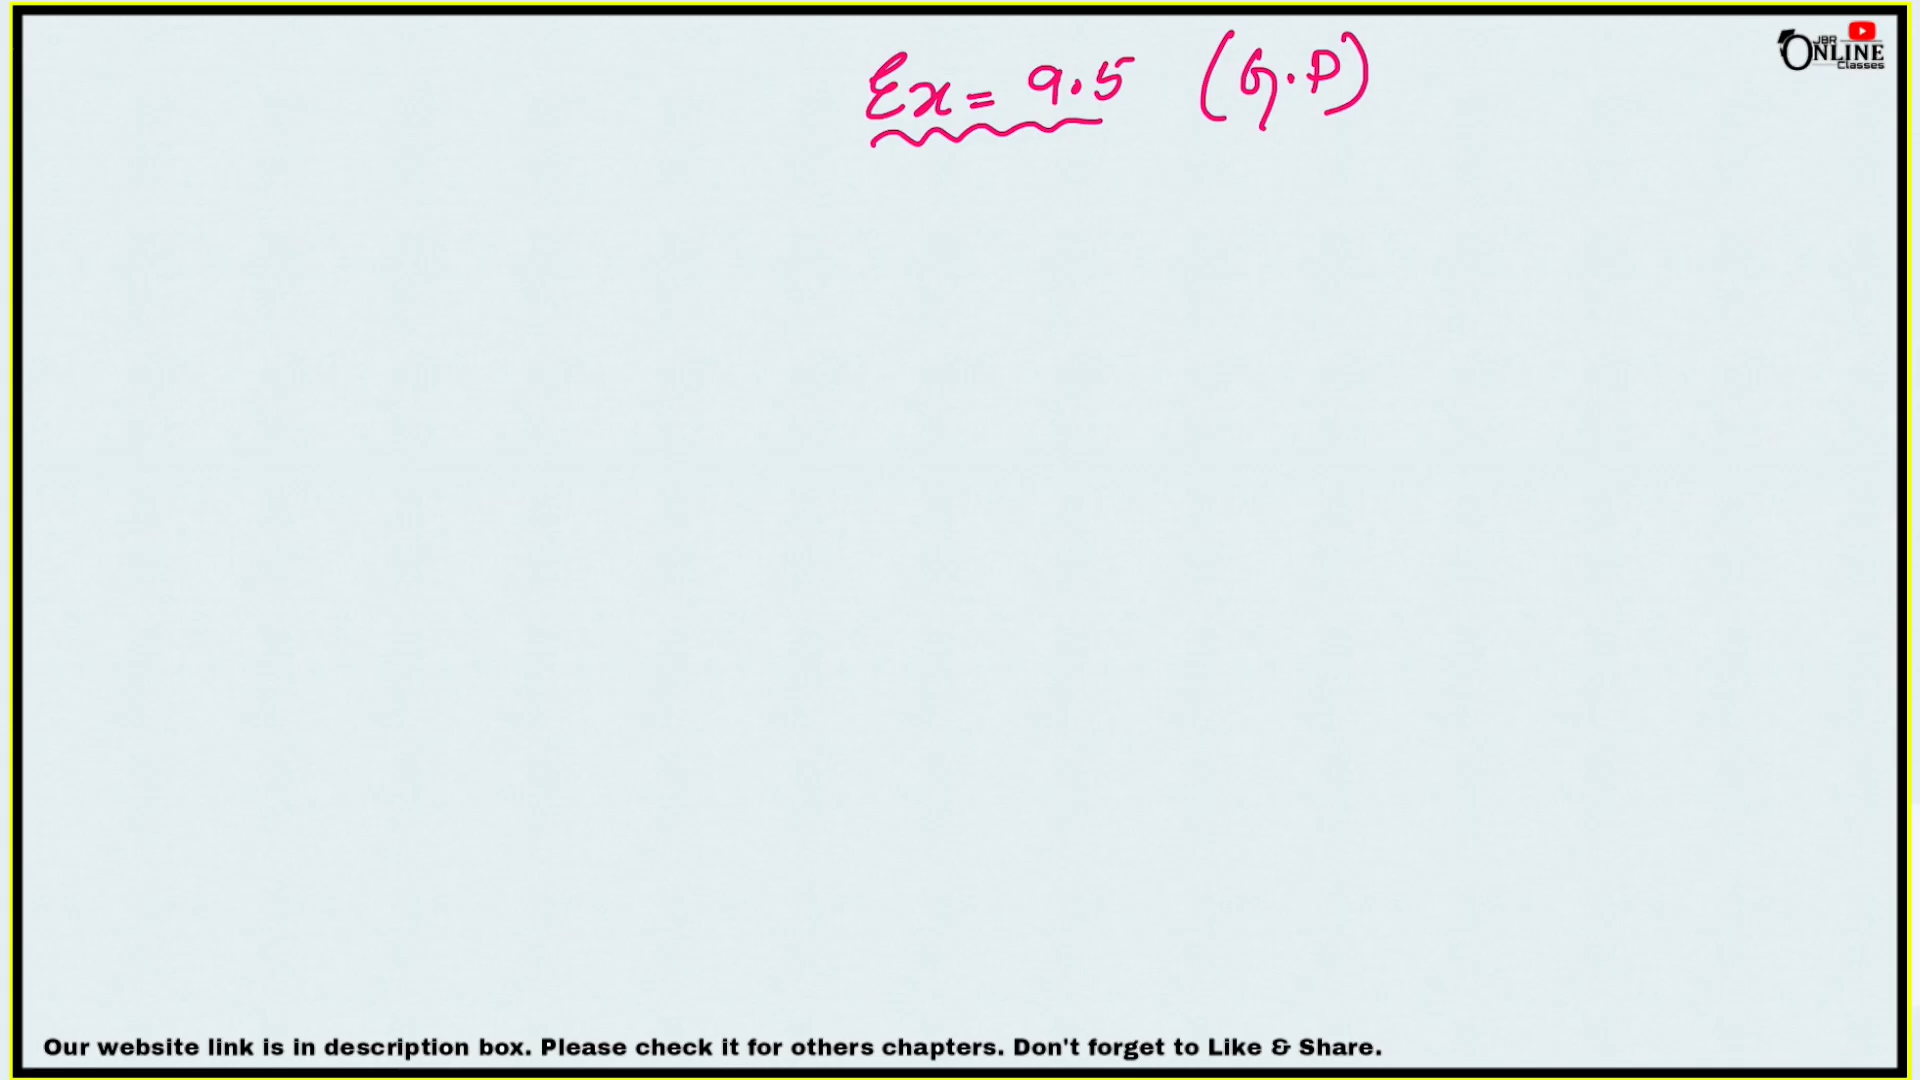 Ex = 9.5 (G.P)
JBR
ONLINE
Classes
Our website link is in description box. Please check it for others chapters. Don't forget to Like & Share.